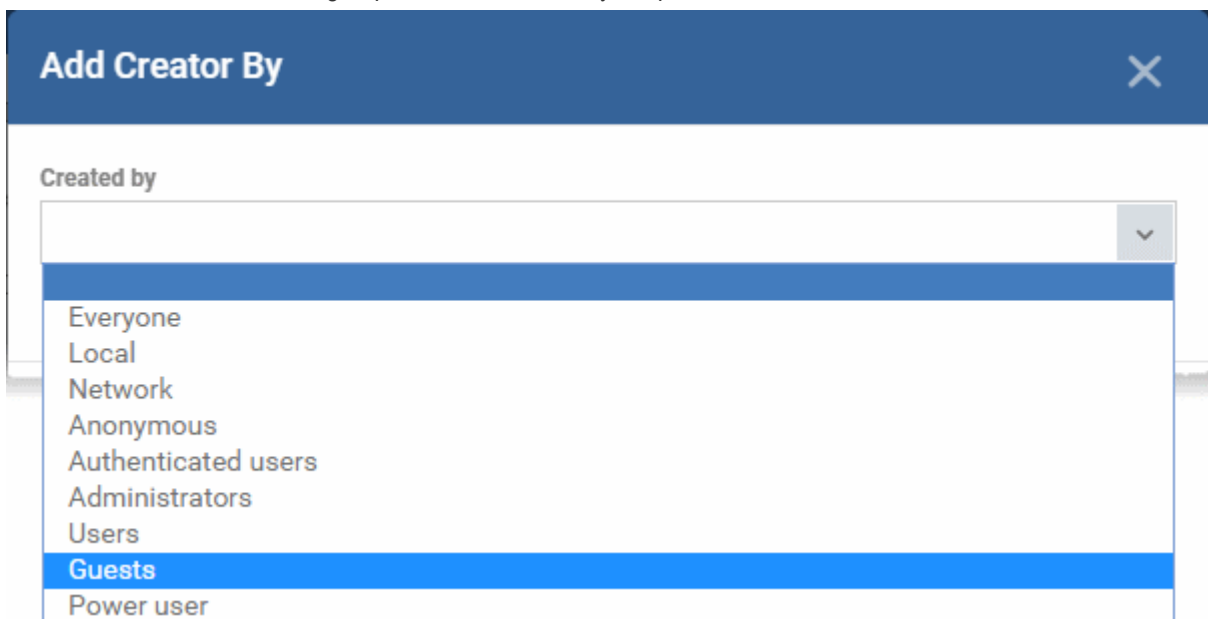 Add Creator By
Created by
Everyone
Local
Network
Anonymous
Authenticated users
Administrators
Users
Guests
Power user